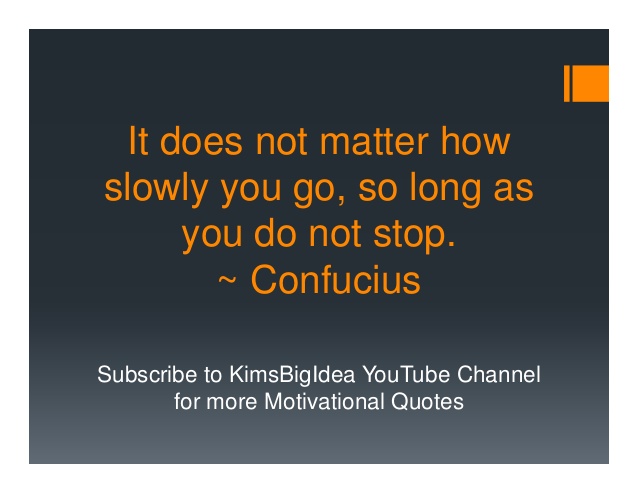 It does not matter how
slowly you go, so long as
you do not stop.
~ Confucius
Subscribe to KimsBigIdea YouTube Channel
for more Motivational Quotes